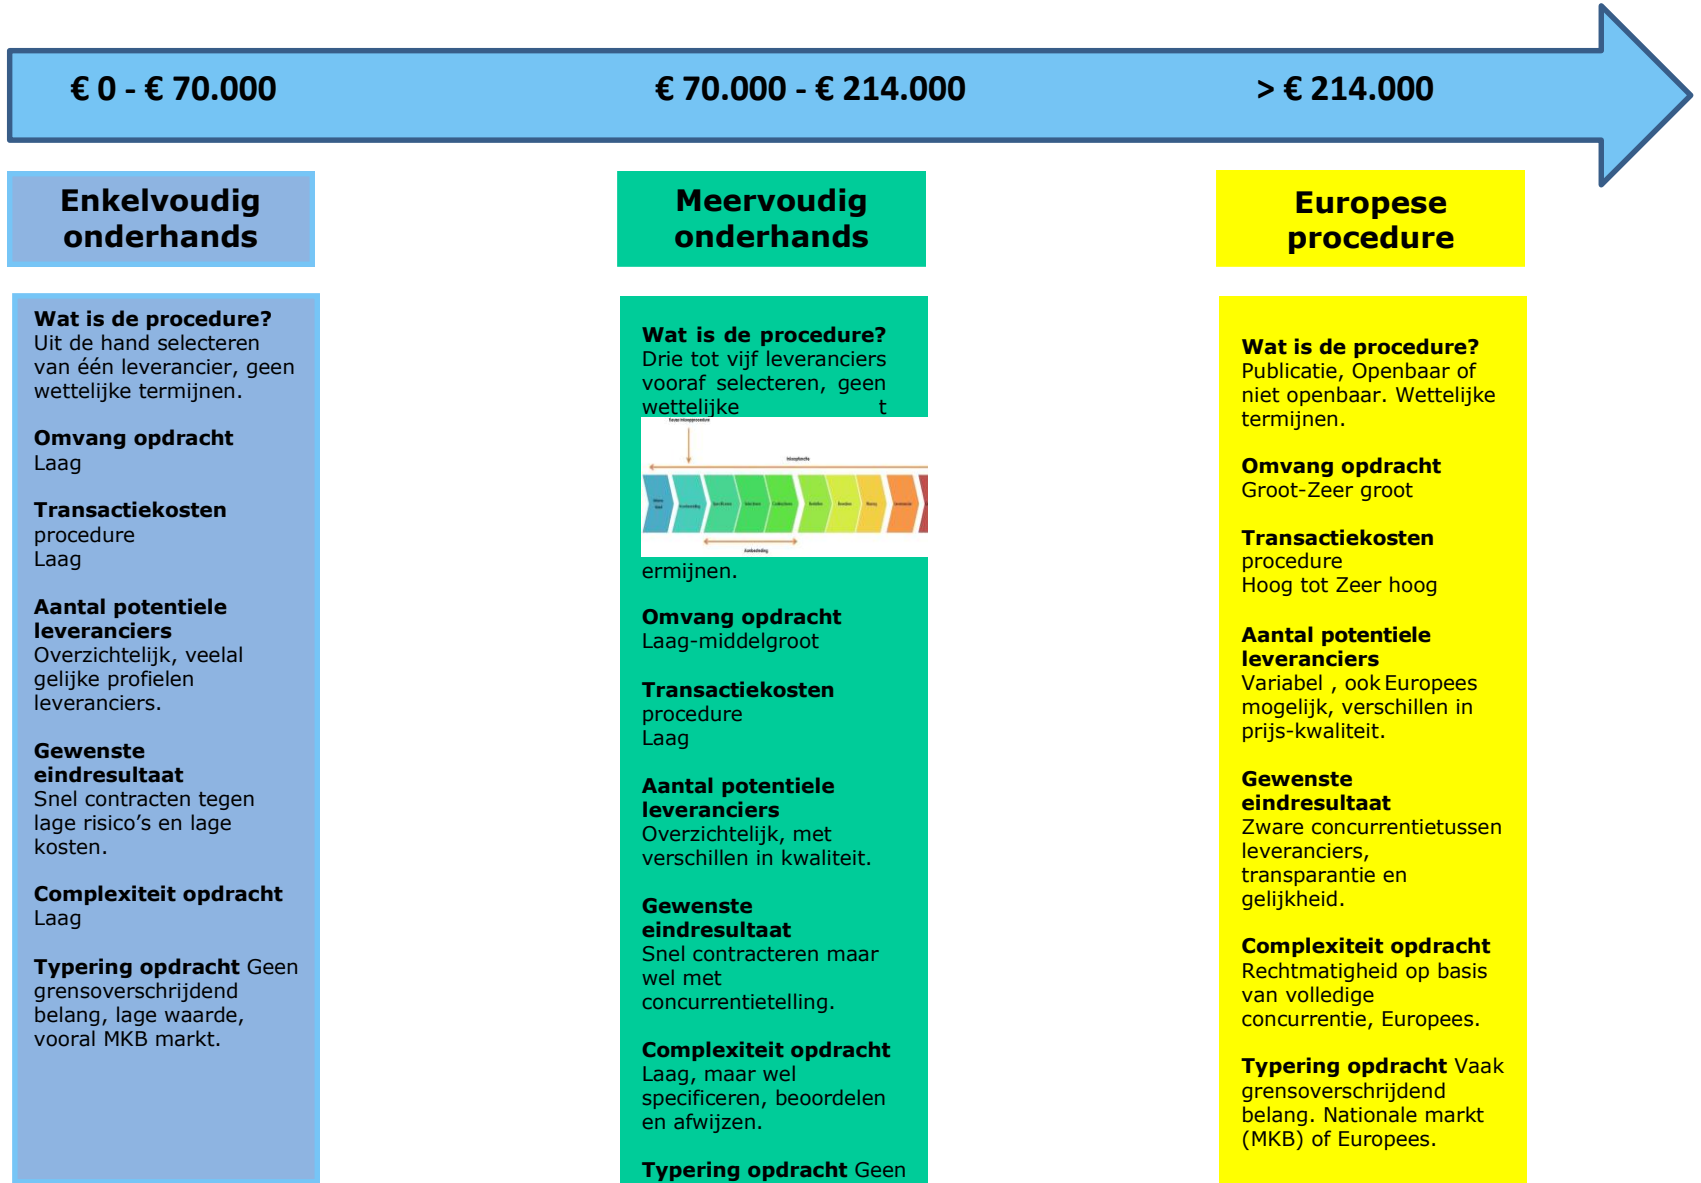 € 0 - € 70.000
€ 70.000 - € 214.000
> € 214.000
Enkelvoudig
onderhands
Wat is de procedure?
Uit de hand selecteren
van één leverancier, geen
wettelijke termijnen.
Omvang opdracht
Laag
Transactiekosten
procedure
Laag
Aantal potentiele
leveranciers
Overzichtelijk, veelal
gelijke profielen
leveranciers.
Gewenste
eindresultaat
Snel contracten tegen
lage risico's en lage
kosten.
Complexiteit opdracht
Laag
Typering opdracht Geen
grensoverschrijdend
belang, lage waarde,
vooral MKB markt.
Meervoudig
onderhands
Wat is de procedure?
Drie tot vijf leveranciers
vooraf selecteren, geen
wettelijke t
Aanbesteding
ermijnen.
Omvang opdracht
Laag-middelgroot
Transactiekosten
procedure
Laag
Aantal potentiele
leveranciers
Overzichtelijk, met
verschillen in kwaliteit.
Gewenste
eindresultaat
Snel contracteren maar
wel met
concurrentietelling.
Complexiteit opdracht
Laag, maar wel
specificeren, beoordelen
en afwijzen.
Typering opdracht Geen
Europese
procedure
Wat is de procedure?
Publicatie, Openbaar of
niet openbaar. Wettelijke
termijnen.
Omvang opdracht
Groot-Zeer groot
Transactiekosten
procedure
Hoog tot Zeer hoog
Aantal potentiele
leveranciers
Variabel , ook Europees
mogelijk, verschillen in
prijs-kwaliteit.
Gewenste
eindresultaat
Zware concurrentietussen
leveranciers,
transparantie en
gelijkheid.
Complexiteit opdracht
Rechtmatigheid op basis
van volledige
concurrentie, Europees.
Typering opdracht Vaak
grensoverschrijdend
belang. Nationale markt
(MKB) of Europees.